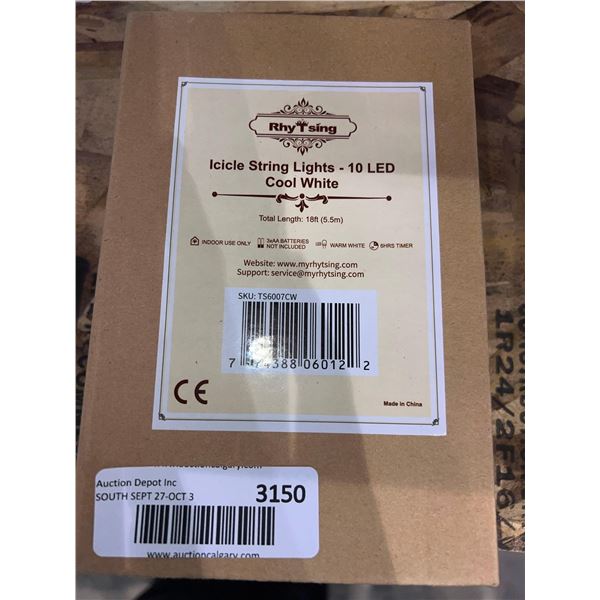 Rhytsing
Icicle String Lights - 10 LED
Cool White
Total Length: 18ft (5.5m)
INDOOR USE ONLY
3xAA BATTERIES
NOT INCLUDED
WARM WHITE
6HRS TIMER
Website: www.myrhytsing.com
Support: service@myrhytsing.com
SKU: TS6007CW
06012 2
CE
Made in China
Auction Depot Inc
SOUTH SEPT 27-OCT 3
3150
www.auctioncalgary.com